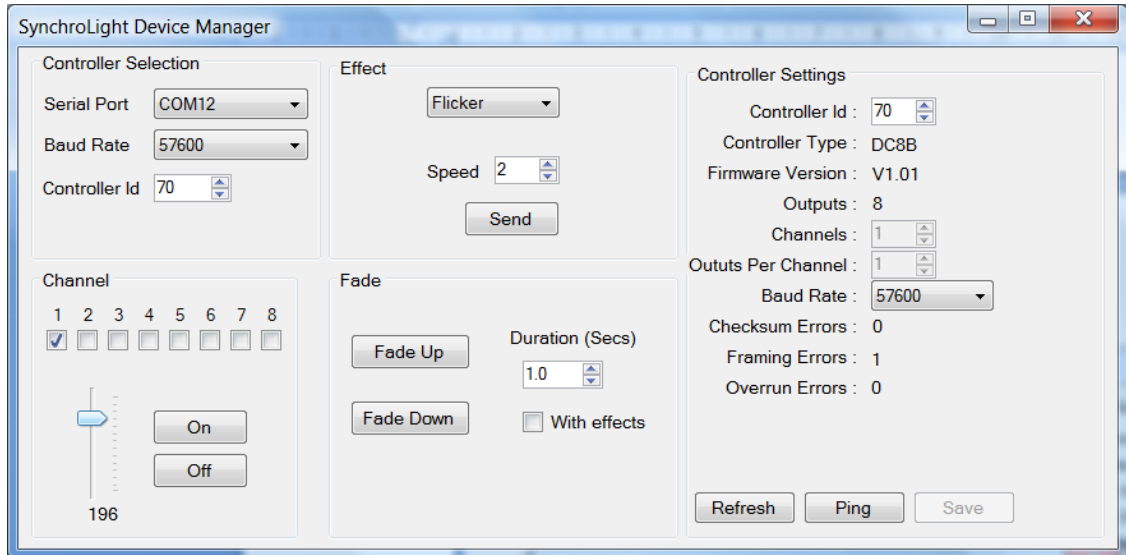 SynchroLight Device Manager
Controller Selection
Serial Port COM12
Baud Rate 57600
Controller Id 70
Effect
Flicker
Speed 2
Send
Channel
1 2 3 4 5 6 7 8
On
Off
196
Fade
Fade Up
Fade Down
Duration (Secs)
1.0
With effects
Controller Settings
Controller Id : 70
Controller Type : DC8B
Firmware Version : V1.01
Outputs : 8
Channels : 1
Oututs Per Channel : 1
Baud Rate : 57600
Checksum Errors : 0
Framing Errors : 1
Overrun Errors : 0
Refresh Ping Save